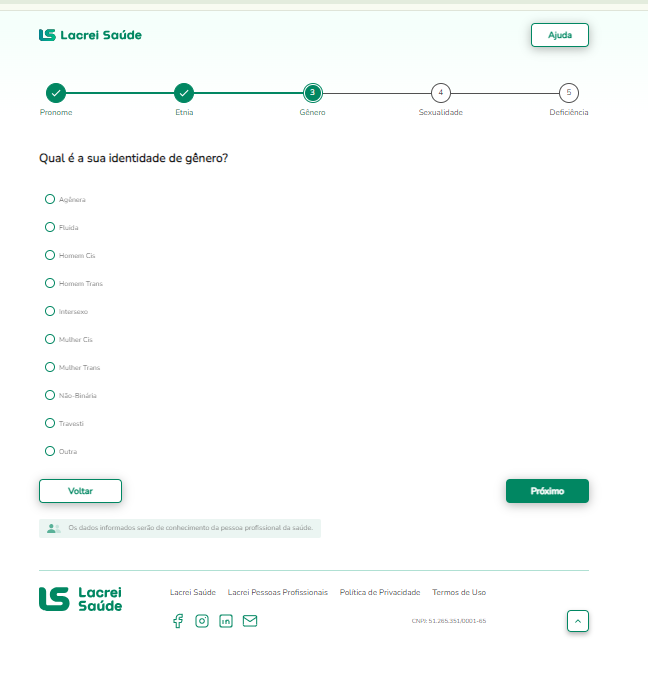 Lacrei Saúde
Ajuda
3
4
5
Pronome
Etnia
Gênero
Sexualidade
Deficiência
Qual é a sua identidade de gênero?
Agênera
Fluida
Homem Cis
Homem Trans
Intersexo
Mulher Cis
Mulher Trans
Não-Binária
Travesti
Outra
Voltar
Próximo
Os dados informados serão de conhecimento da pessoa profissional da saúde.
Lacrei
Saúde
Lacrei Saúde
Lacrei Pessoas Profissionais
Política de Privacidade
Termos de Uso
CNPJ: 51.265.351/0001-65